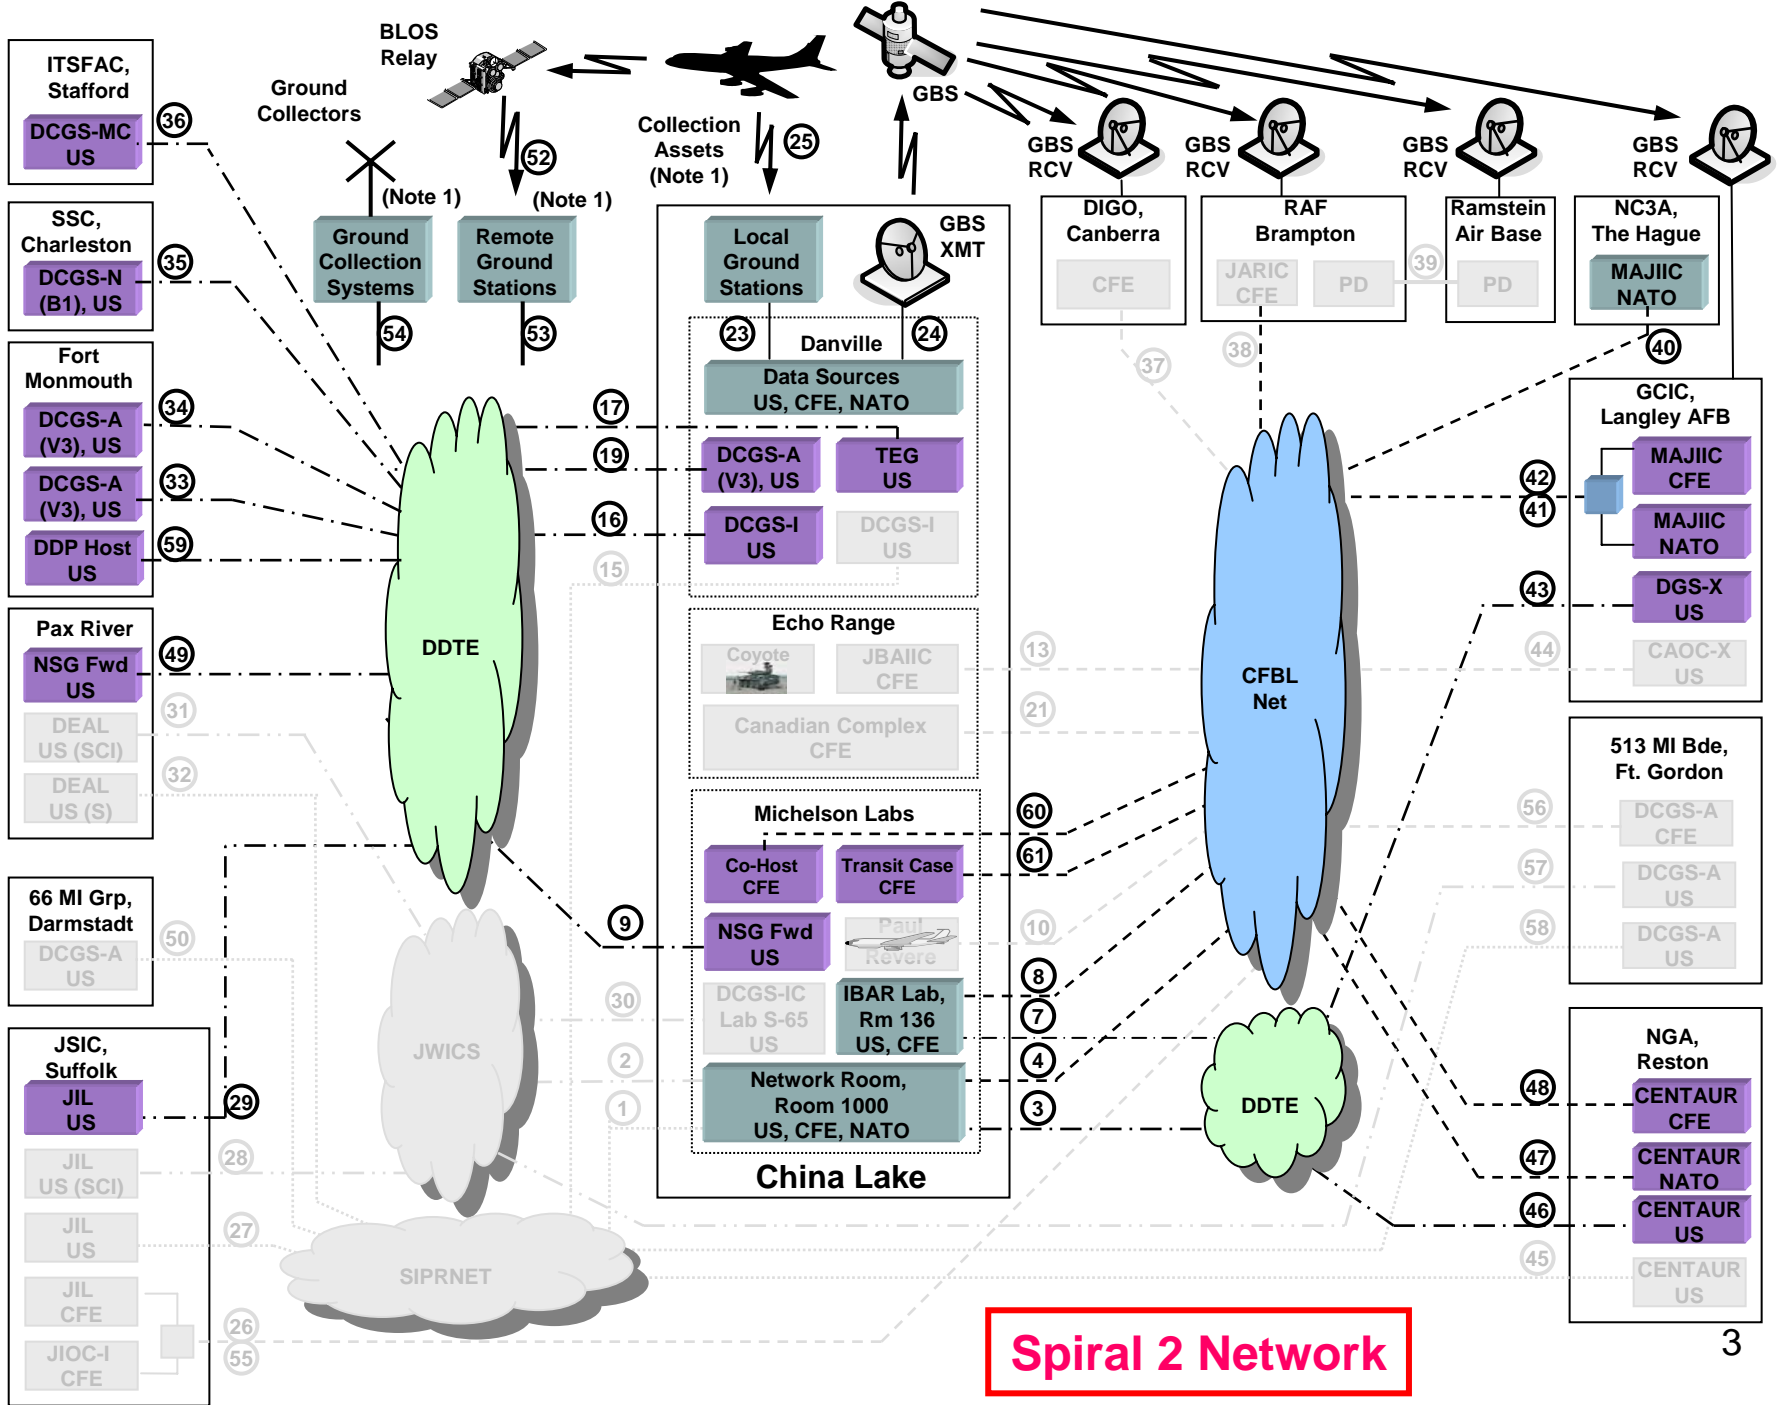 BLOS
Relay
GBS
Ground
Collectors
Collection
Assets
(Note 1)
25
52
(Note 1)
(Note 1)
GBS
RCV
GBS
RCV
GBS
RCV
GBS
RCV
ITSFAC,
Stafford
DCGS-MC
US
36
SSC,
Charleston
DCGS-N
(B1), US
35
Fort
Monmouth
DCGS-A
(V3), US
34
DCGS-A
(V3), US
33
DDP Host
US
59
Pax River
NSG Fwd
US
49
DEAL
US (SCI)
31
DEAL
US (S)
32
66 MI Grp,
Darmstadt
DCGS-A
US
50
JSIC,
Suffolk
JIL
US
29
JIL
US (SCI)
28
JIL
US
27
JIL
CFE
26
JIOC-I
CFE
55
Ground
Collection
Systems
54
Remote
Ground
Stations
53
DDTE
JWICS
SIPRNET
Local
Ground
Stations
GBS
XMT
23
24
Danville
Data Sources
US, CFE, NATO
17
DCGS-A
(V3), US
TEG
US
19
DCGS-I
US
DCGS-I
US
16
15
Echo Range
Coyote
JBAIIC
CFE
13
Canadian Complex
CFE
21
Michelson Labs
60
Co-Host
CFE
Transit Case
CFE
61
9
NSG Fwd
US
Paul
Revere
10
DCGS-IC
Lab S-65
US
30
IBAR Lab,
Rm 136
US, CFE
8
7
Network Room,
Room 1000
US, CFE, NATO
2
1
4
3
China Lake
DIGO,
Canberra
CFE
37
RAF
Brampton
JARIC
CFE
PD
38
39
Ramstein
Air Base
PD
NC3A,
The Hague
MAJIIC
NATO
40
CFBL
Net
DDTE
GCIC,
Langley AFB
MAJIIC
CFE
42
41
MAJIIC
NATO
DGS-X
US
43
CAOC-X
US
44
513 MI Bde,
Ft. Gordon
DCGS-A
CFE
56
DCGS-A
US
57
DCGS-A
US
58
NGA,
Reston
CENTAUR
CFE
48
CENTAUR
NATO
47
CENTAUR
US
46
CENTAUR
US
45
Spiral 2 Network
3